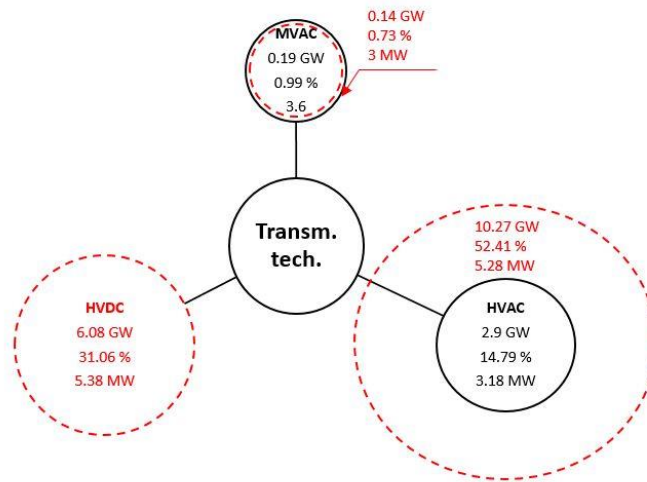 MVAC
0.19 GW
0.99 %
3.6
0.14 GW
0.73 %
3 MW
Transm.
tech.
HVDC
6.08 GW
31.06 %
5.38 MW
10.27 GW
52.41 %
5.28 MW
HVAC
2.9 GW
14.79 %
3.18 MW